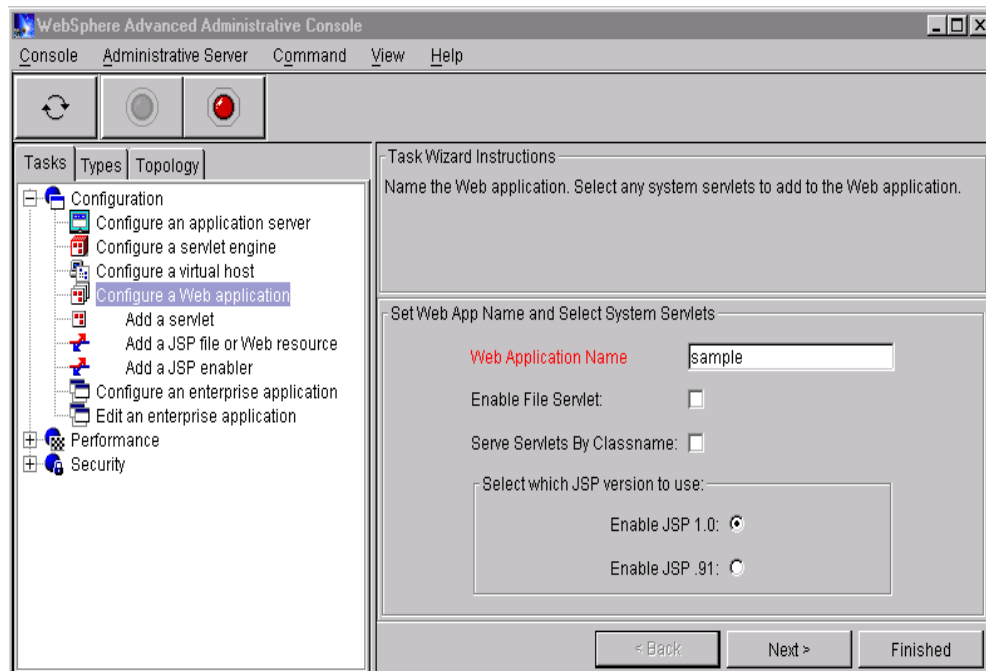 WebSphere Advanced Administrative Console
Console Administrative Server Command View Help
Tasks Types Topology
Configuration
Configure an application server
Configure a servlet engine
Configure a virtual host
Configure a Web application
Add a servlet
Add a JSP file or Web resource
Add a JSP enabler
Configure an enterprise application
Edit an enterprise application
Performance
Security
Task Wizard Instructions
Name the Web application. Select any system servlets to add to the Web application.
Set Web App Name and Select System Servlets
Web Application Name sample
Enable File Servlet:
Serve Servlets By Classname:
Select which JSP version to use:
Enable JSP 1.0:
Enable JSP .91:
< Back Next > Finished